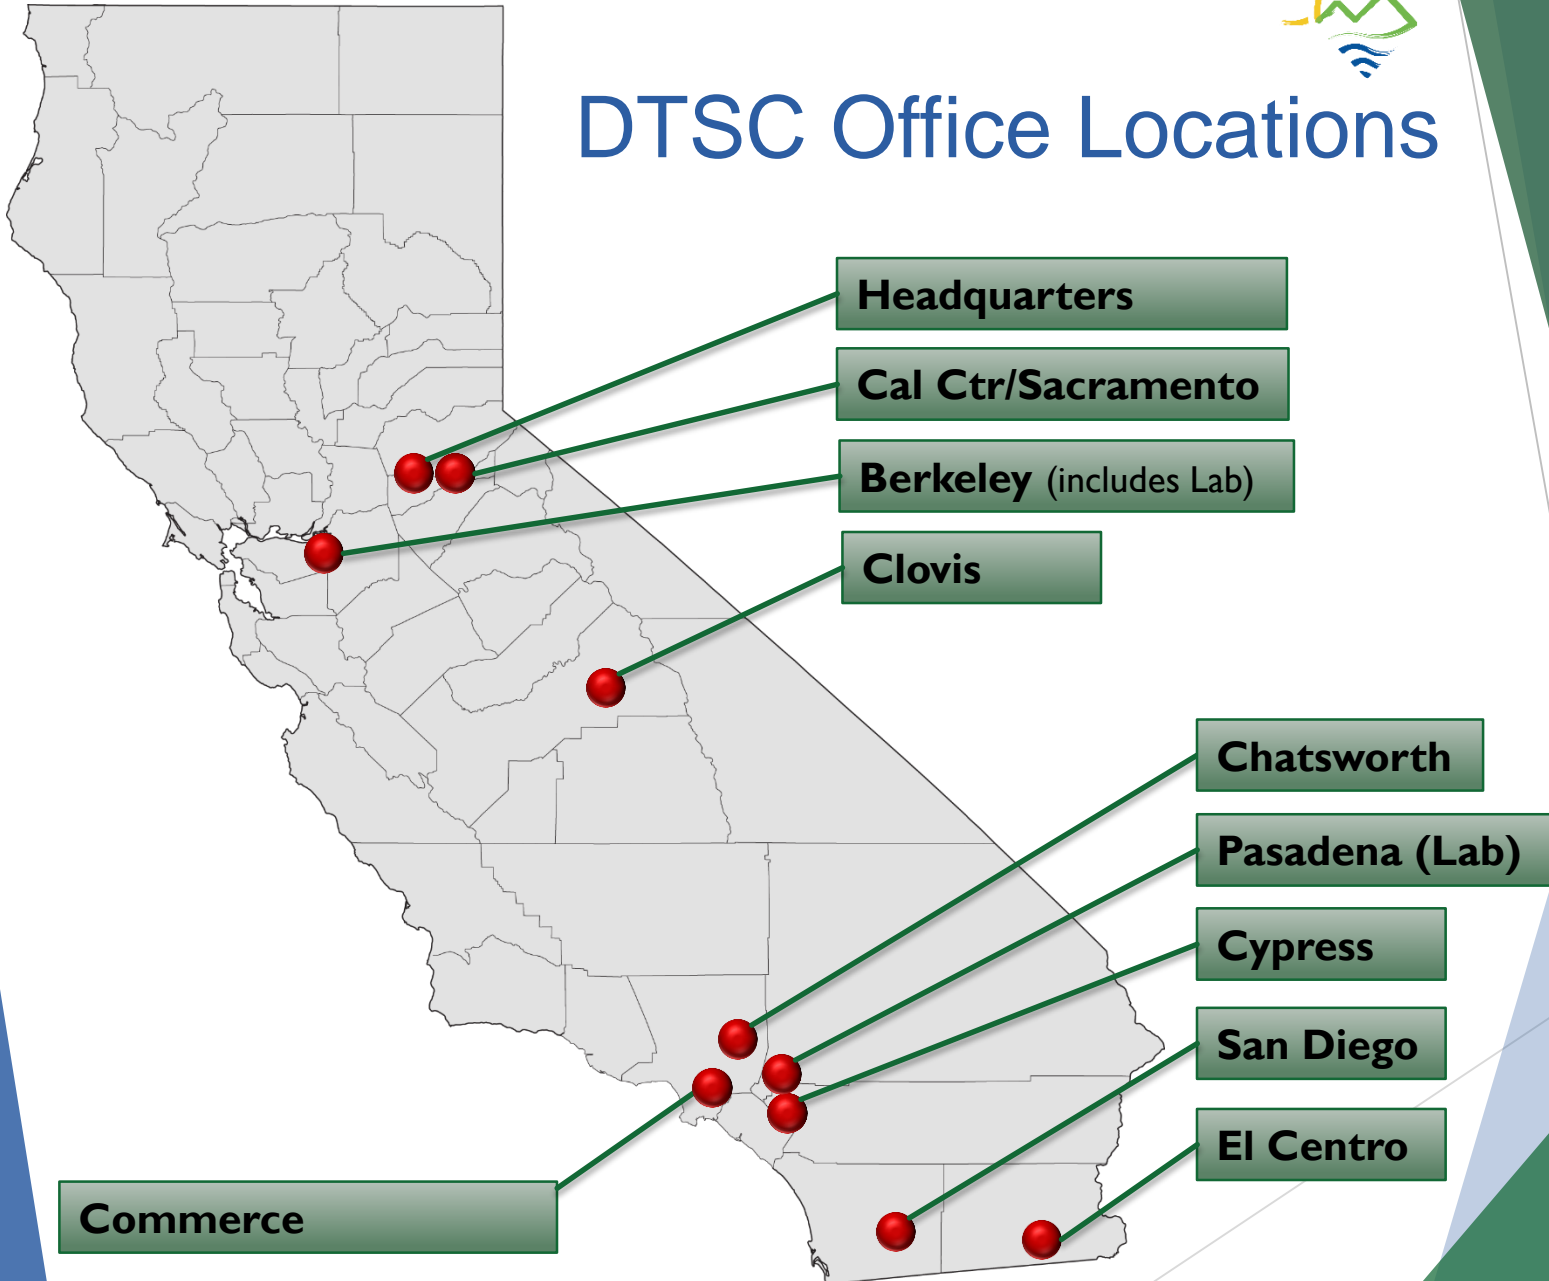 DTSC Office Locations
Headquarters
Cal Ctr/Sacramento
Berkeley (includes Lab)
Clovis
Chatsworth
Pasadena (Lab)
Cypress
San Diego
El Centro
Commerce